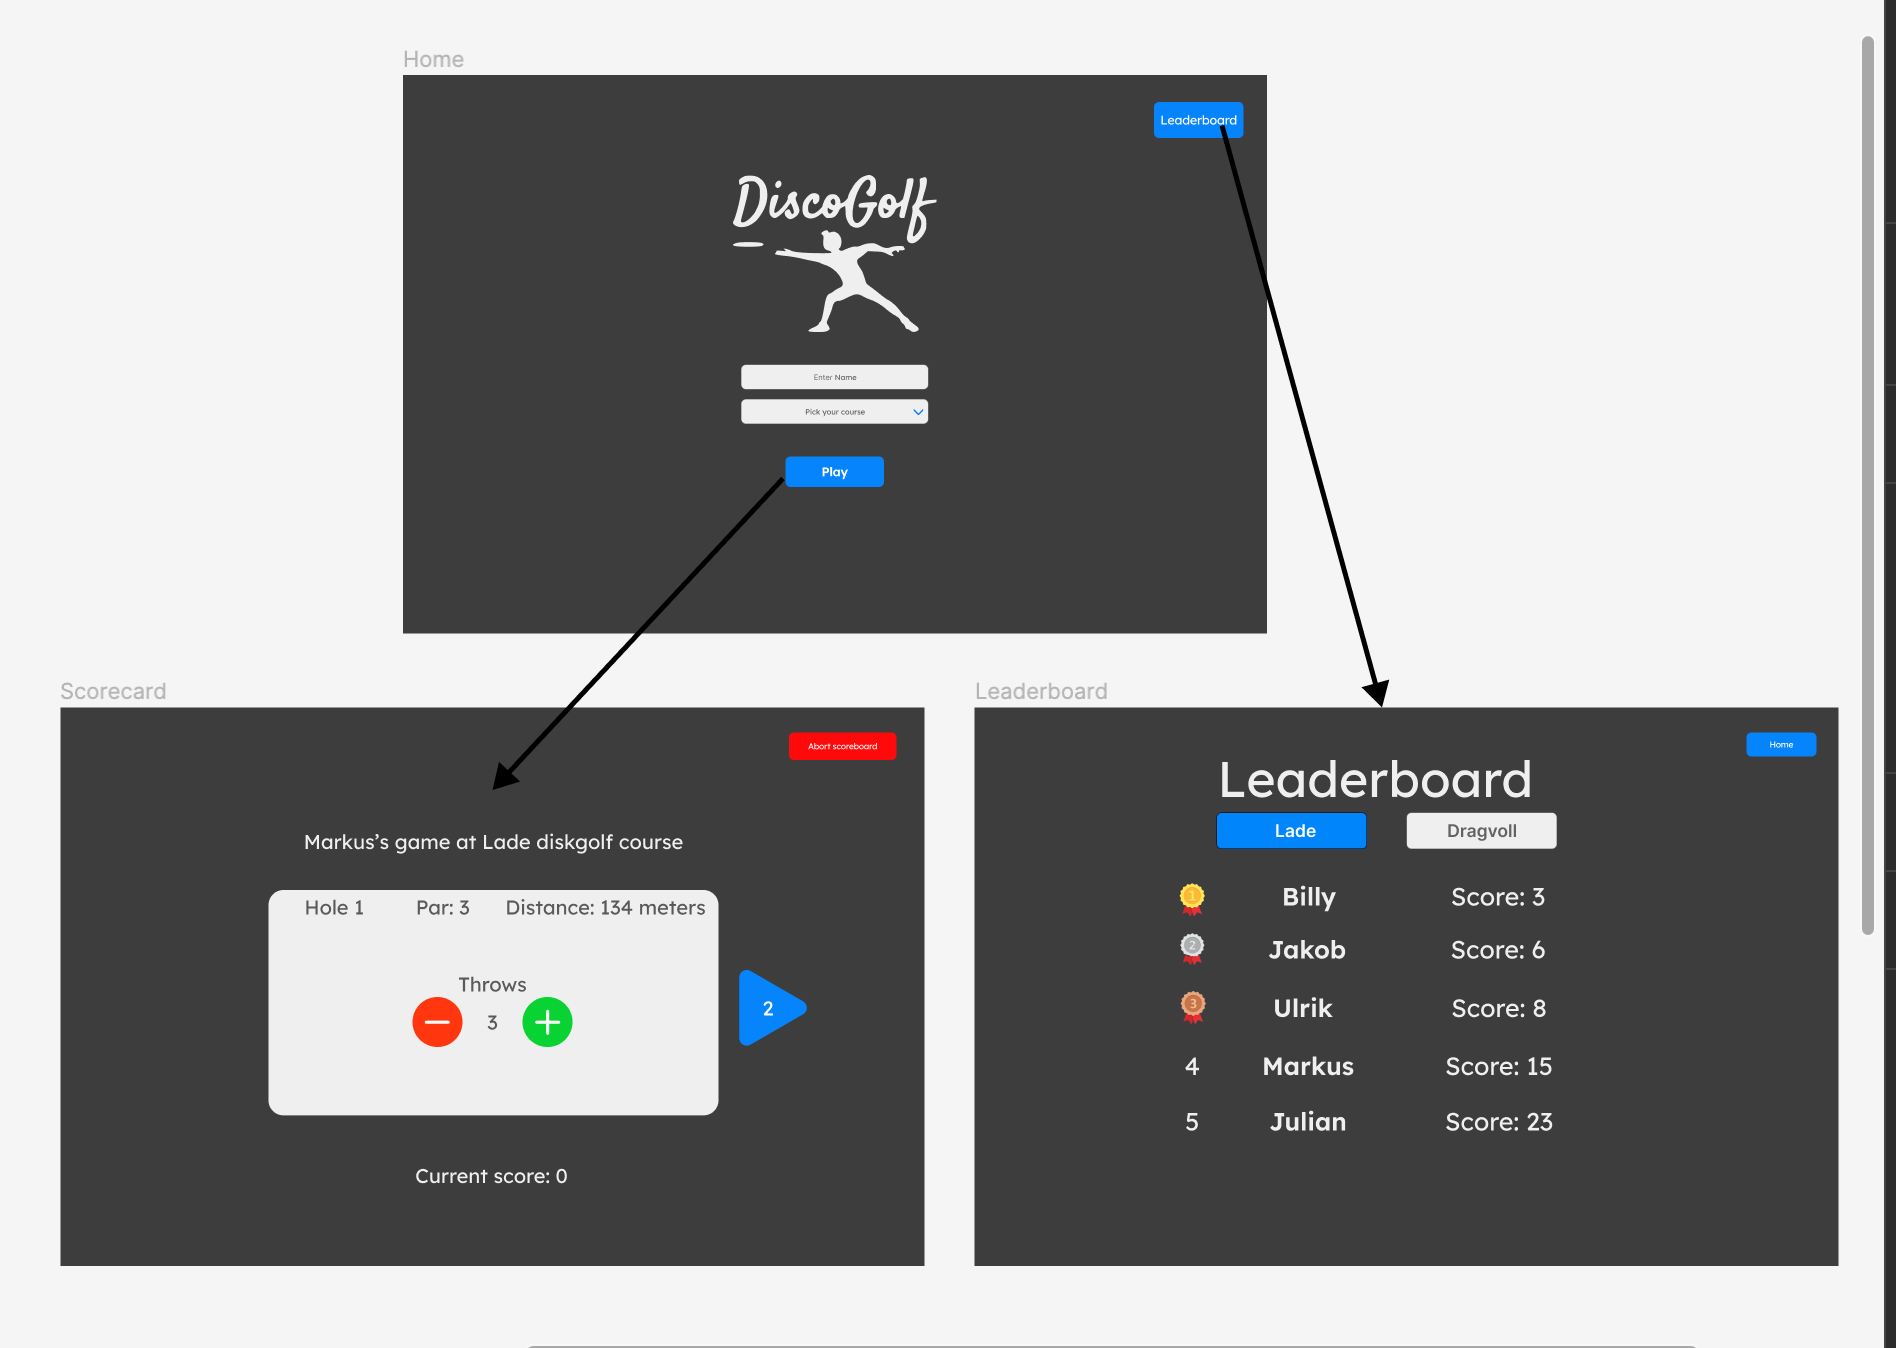 Home
Leaderboard
DiscoGolf
Enter Name
Pick your course
Play
Scorecard
Abort scoreboard
Markus's game at Lade diskgolf course
Hole 1 Par: 3 Distance: 134 meters
Throws
3
2
Current score: 0
Leaderboard
Home
Leaderboard
Lade Dragvoll
1 Billy Score: 3
2 Jakob Score: 6
3 Ulrik Score: 8
4 Markus Score: 15
5 Julian Score: 23